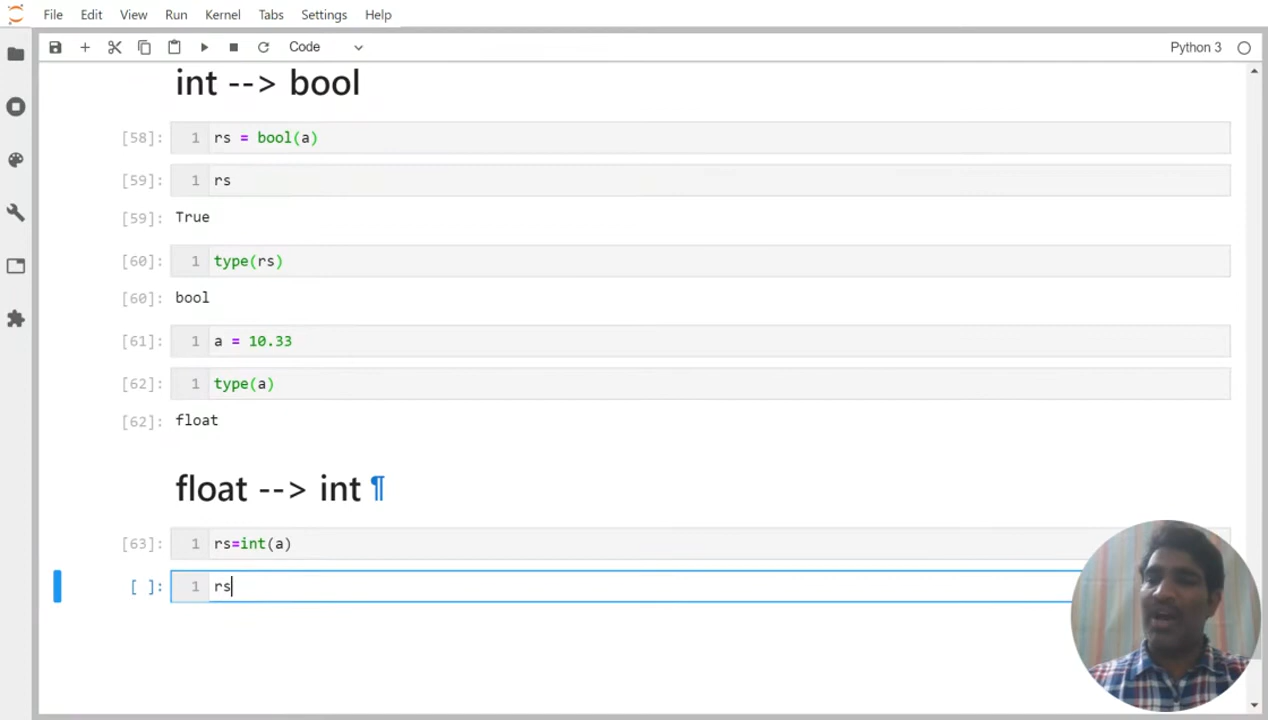 File Edit View Run Kernel Tabs Settings Help
Code Python 3
int --> bool
[58]: 1 rs = bool(a)
[59]: 1 rs
[59]: True
[60]: 1 type(rs)
[60]: bool
[61]: 1 a = 10.33
[62]: 1 type(a)
[62]: float
float --> int ¶
[63]: 1 rs=int(a)
[ ]: 1 rs